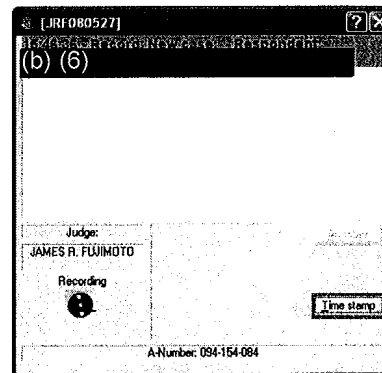 [JRF080527]
(b) (6)
Judge:
JAMES R. FUJIMOTO
Recording
Time stamp
A-Number: 094-154-084